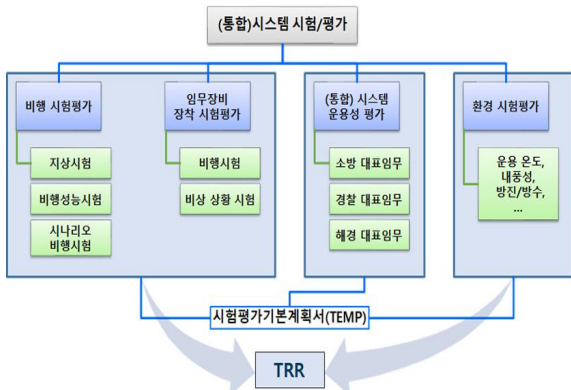 (통합)시스템 시험/평가
비행 시험평가
임무장비
장착 시험평가
(통합) 시스템
운용성 평가
환경 시험평가
지상시험
비행성능시험
시나리오
비행시험
비행시험
비상 상황 시험
소방 대표임무
경찰 대표임무
해경 대표임무
운용 온도,
내풍성,
방진/방수,
...
시험평가기본계획서(TEMP)
TRR